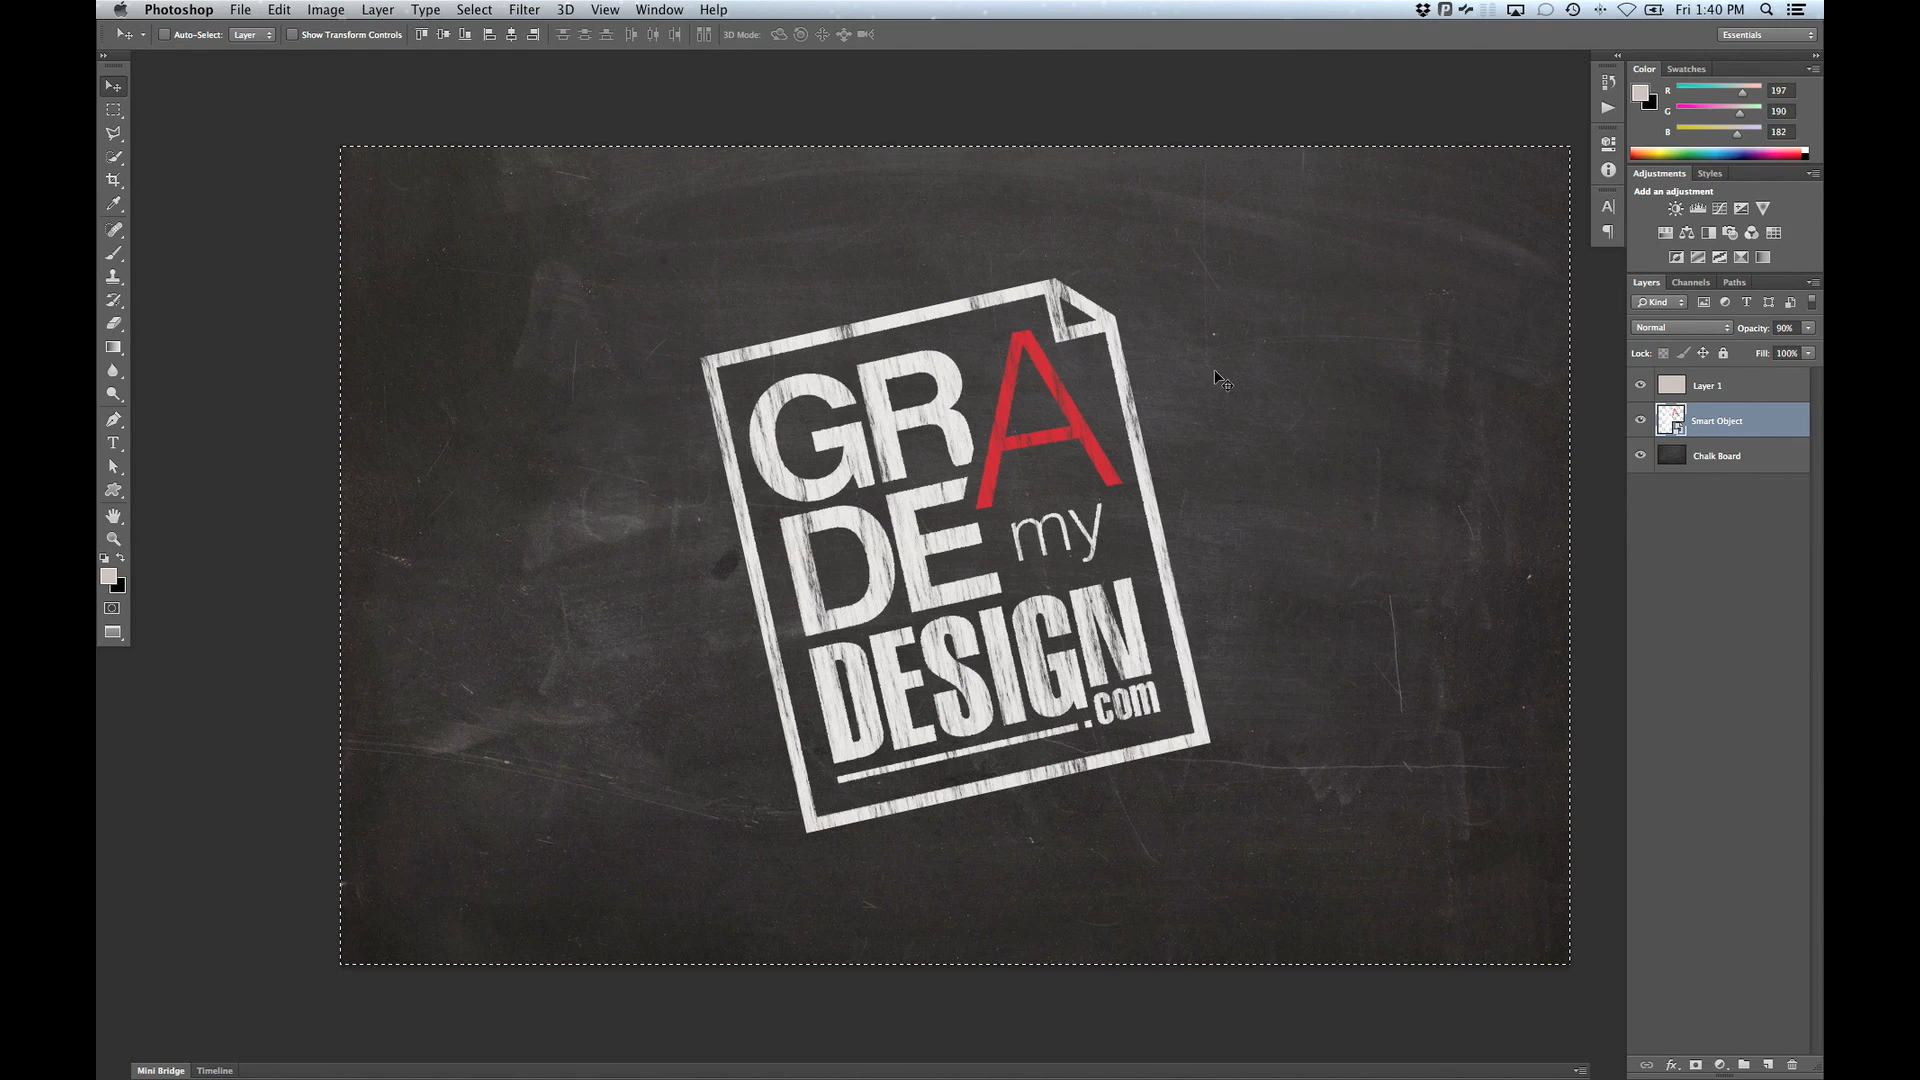 Photoshop File Edit Image Layer Type Select Filter 3D View Window Help
Fri 1:40 PM
Auto-Select: Layer Show Transform Controls 3D Mode: Essentials
Color Swatches
R 197
G 190
B 182
Adjustments Styles
Add an adjustment
Layers Channels Paths
Kind
Normal Opacity: 90%
Lock: Fill: 100%
Layer 1
Smart Object
Chalk Board
GRA
DE my
DESIGN
.com
Mini Bridge Timeline